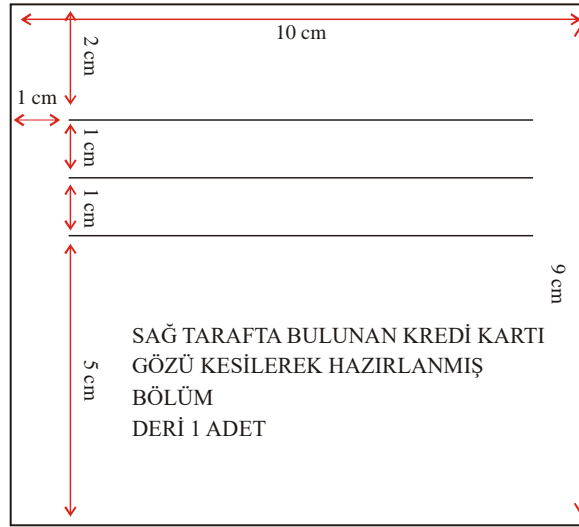 10 cm
2 cm
1 cm
1 cm
1 cm
9 cm
5 cm
SAĞ TARAFTA BULUNAN KREDİ KARTI
GÖZÜ KESİLEREK HAZIRLANMIŞ
BÖLÜM
DERİ 1 ADET